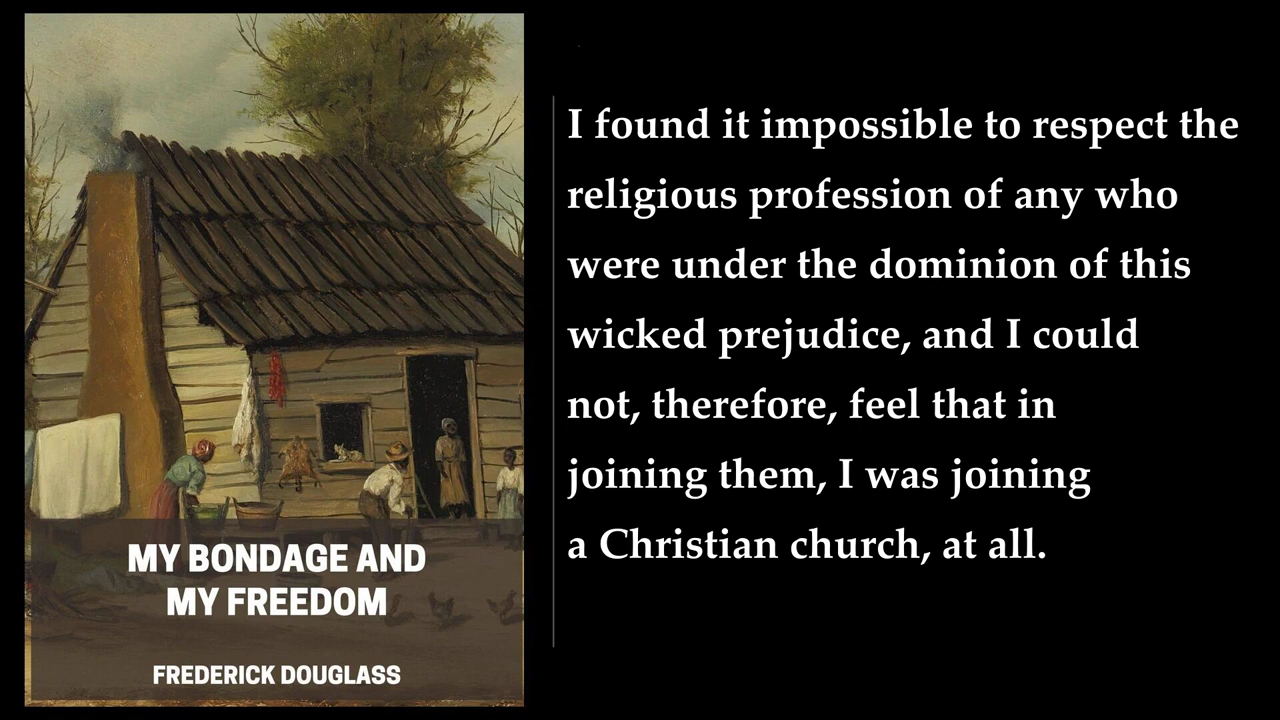 MY BONDAGE AND
MY FREEDOM
FREDERICK DOUGLASS
I found it impossible to respect the
religious profession of any who
were under the dominion of this
wicked prejudice, and I could
not, therefore, feel that in
joining them, I was joining
a Christian church, at all.